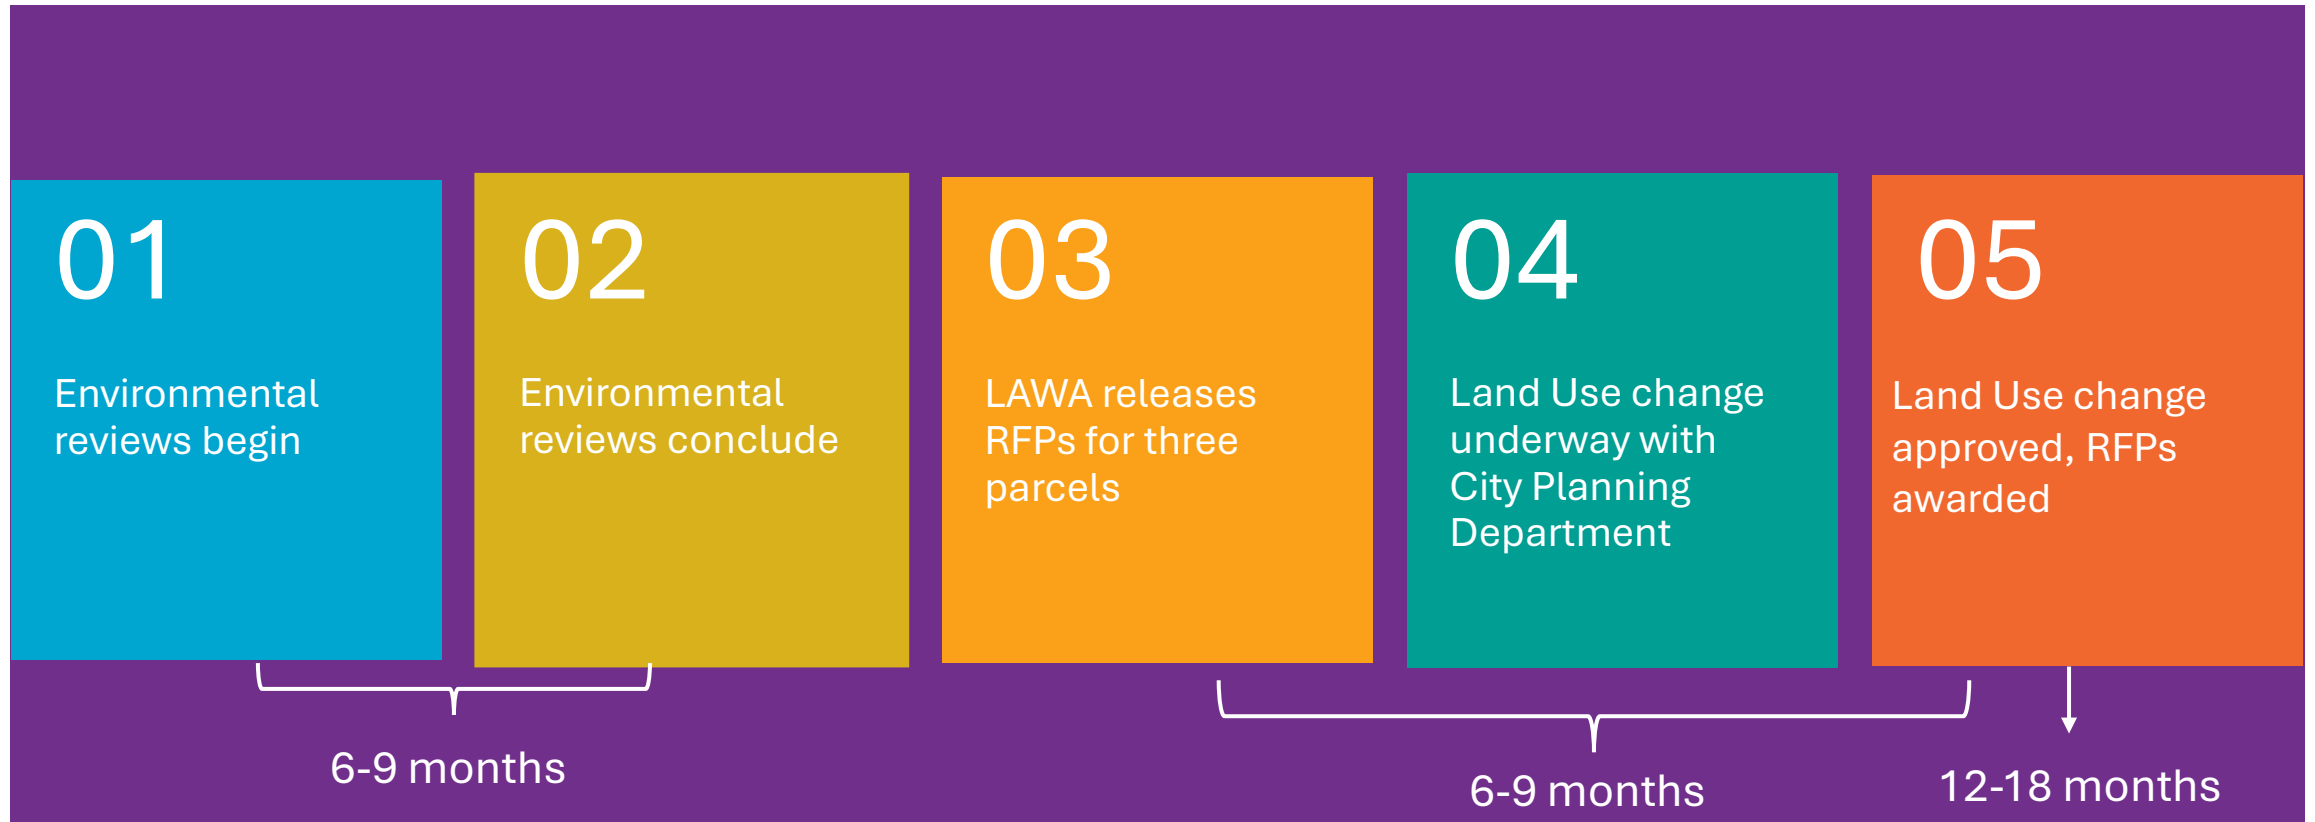 01
Environmental
reviews begin
02
Environmental
reviews conclude
03
LAWA releases
RFPs for three
parcels
04
Land Use change
underway with
City Planning
Department
05
Land Use change
approved, RFPs
awarded
6-9 months
6-9 months
12-18 months